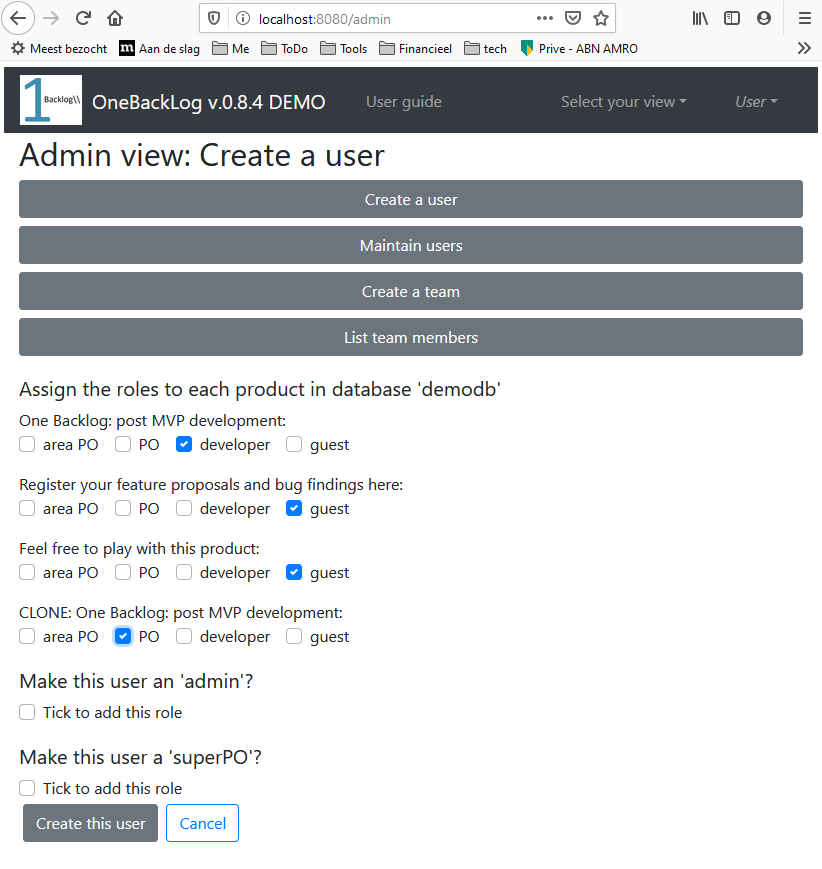 localhost:8080/admin
Meest bezocht m Aan de slag Me ToDo Tools Financieel tech Prive - ABN AMRO
1 Backlog\\ OneBackLog v.0.8.4 DEMO User guide Select your view User
Admin view: Create a user
Create a user
Maintain users
Create a team
List team members
Assign the roles to each product in database 'demodb'
One Backlog: post MVP development:
area PO PO developer guest
Register your feature proposals and bug findings here:
area PO PO developer guest
Feel free to play with this product:
area PO PO developer guest
CLONE: One Backlog: post MVP development:
area PO PO developer guest
Make this user an 'admin'?
Tick to add this role
Make this user a 'superPO'?
Tick to add this role
Create this user Cancel